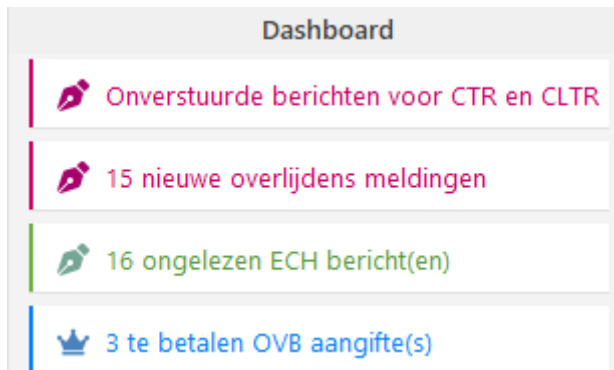 Dashboard
Onverstuurde berichten voor CTR en CLTR
15 nieuwe overlijdens meldingen
16 ongelezen ECH bericht(en)
3 te betalen OVB aangifte(s)